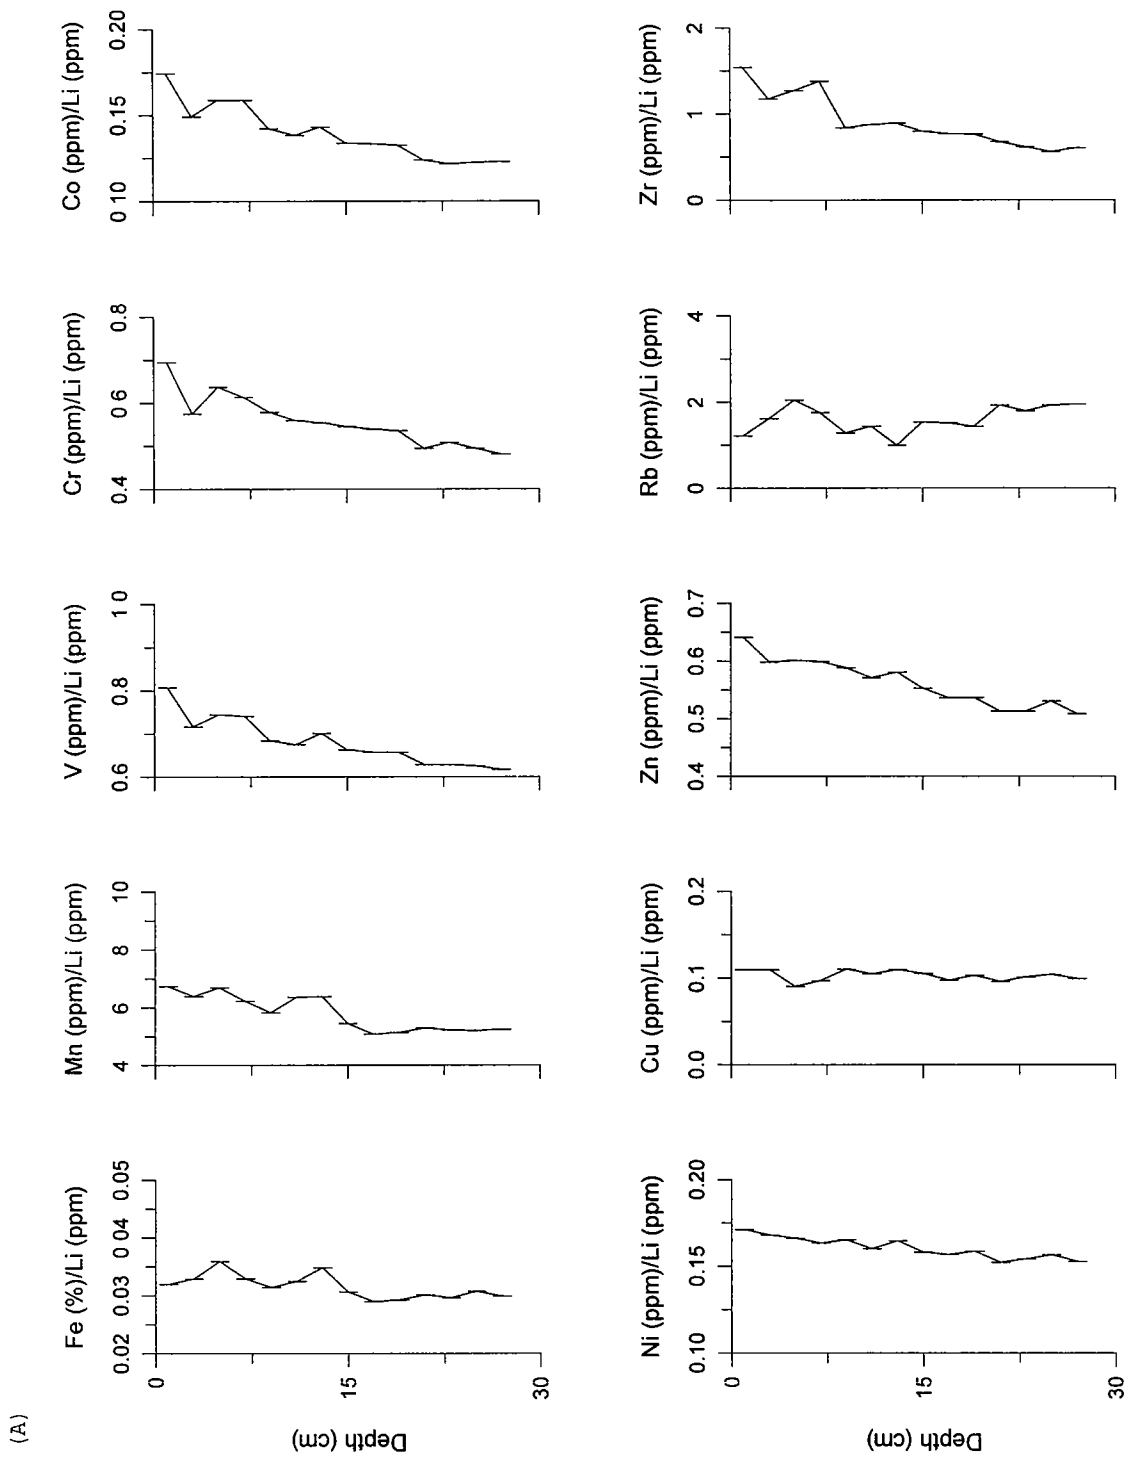 (A)
Fe (%)/Li (ppm)
0.02 0.03 0 04 0.05
Mn (ppm)/Li (ppm)
4 6 8 10
V (ppm)/Li (ppm)
0.6 0.8 1 0
Cr (ppm)/Li (ppm)
0.4 0.6 0.8
Co (ppm)/Li (ppm)
0 10 0.15 0.20
0
15
30
Depth (cm)
Ni (ppm)/Li (ppm)
0.10 0.15 0.20
Cu (ppm)/Li (ppm)
0.0 0.1 0.2
Zn (ppm)/Li (ppm)
0.4 0.5 0.6 0.7
Rb (ppm)/Li (ppm)
0 2 4
Zr (ppm)/Li (ppm)
0 1 2
0
15
30
Depth (cm)